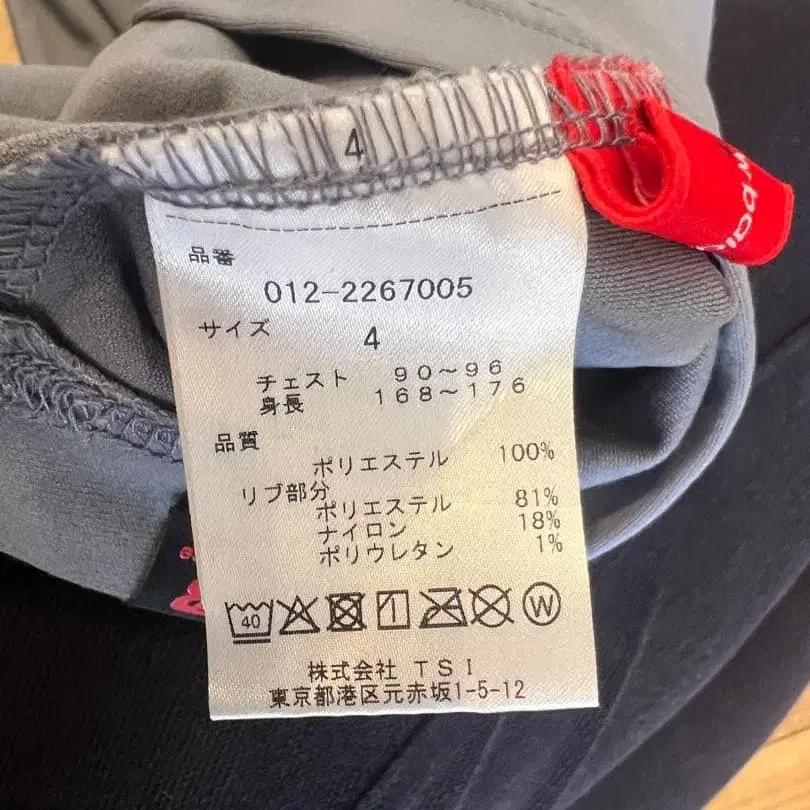 4
w bal
品番
012-2267005
サイズ
4
チェスト 90～96
身長 168～176
品質
ポリエステル 100%
リブ部分
ポリエステル 81%
ナイロン 18%
ポリウレタン 1%
40
W
株式会社 TSI
東京都港区元赤坂1-5-12